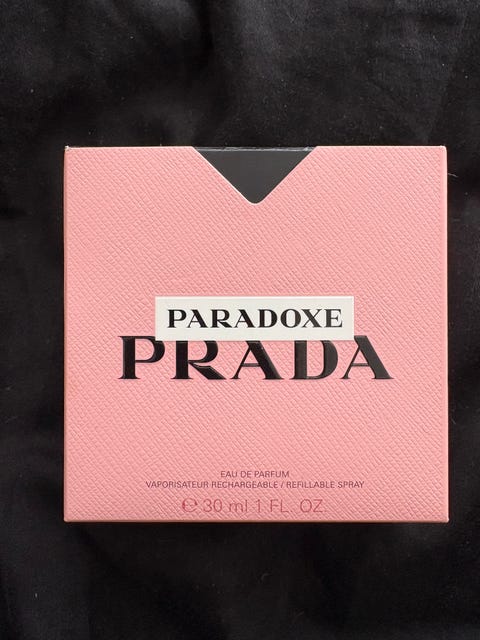 PARADOXE
PRADA
EAU DE PARFUM
VAPORISATEUR RECHARGEABLE / REFILLABLE SPRAY
℮ 30 ml 1 FL. OZ.